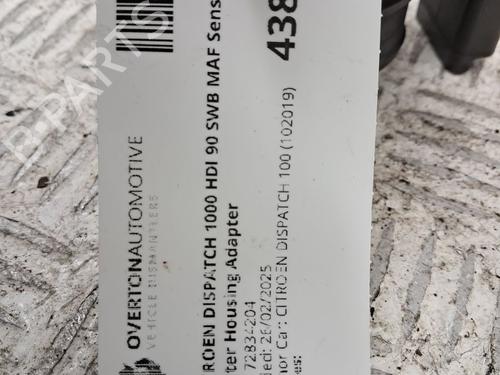 OVERTONAUTOMOTIVE
VEHICLE DISMANTLERS
438
ROEN DISPATCH 1000 HDI 90 SWB MAF Sens
ter Housing Adapter
72834204
ed: 26/02/2025
nor Car: CITROEN DISPATCH 100 (102019)
es:
B-PARTS